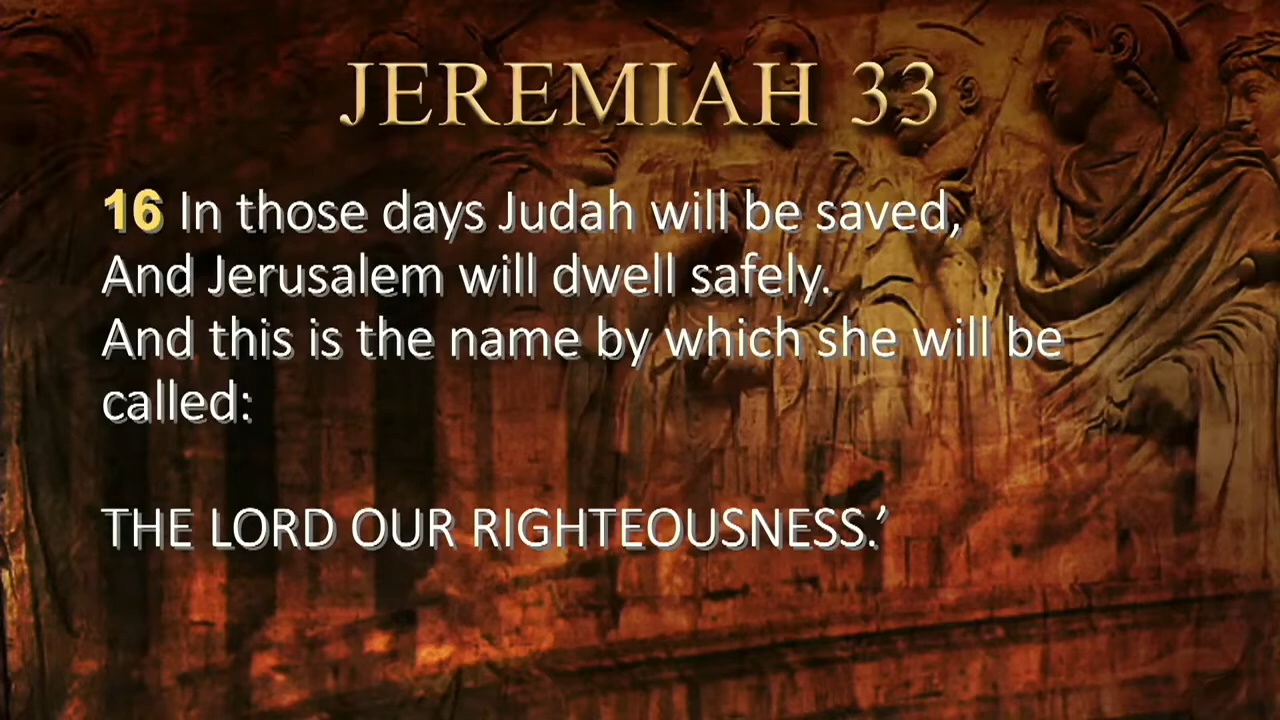 JEREMIAH 33
16 In those days Judah will be saved,
And Jerusalem will dwell safely.
And this is the name by which she will be
called:
THE LORD OUR RIGHTEOUSNESS.’